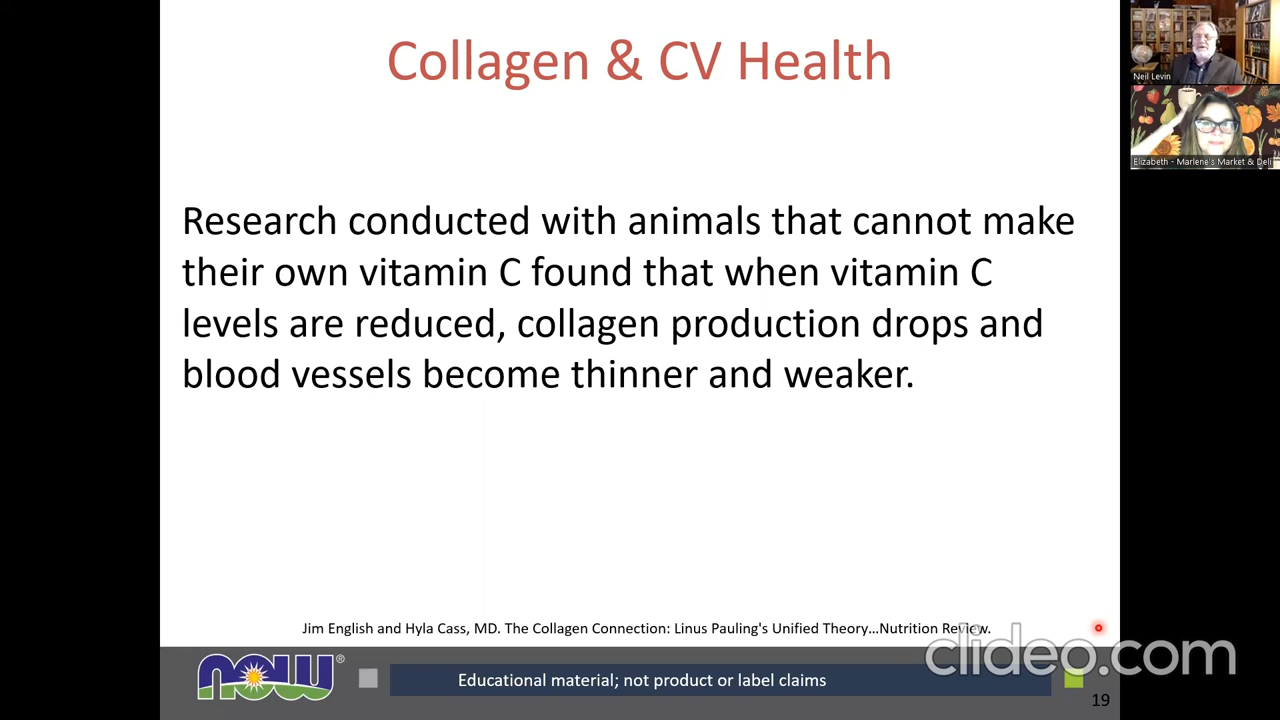 Collagen & CV Health
Neil Levin
Elizabeth - Marlene's Market & Deli
Research conducted with animals that cannot make
their own vitamin C found that when vitamin C
levels are reduced, collagen production drops and
blood vessels become thinner and weaker.
Jim English and Hyla Cass, MD. The Collagen Connection: Linus Pauling's Unified Theory…Nutrition Review.
clideo.com
now®
Educational material; not product or label claims
19